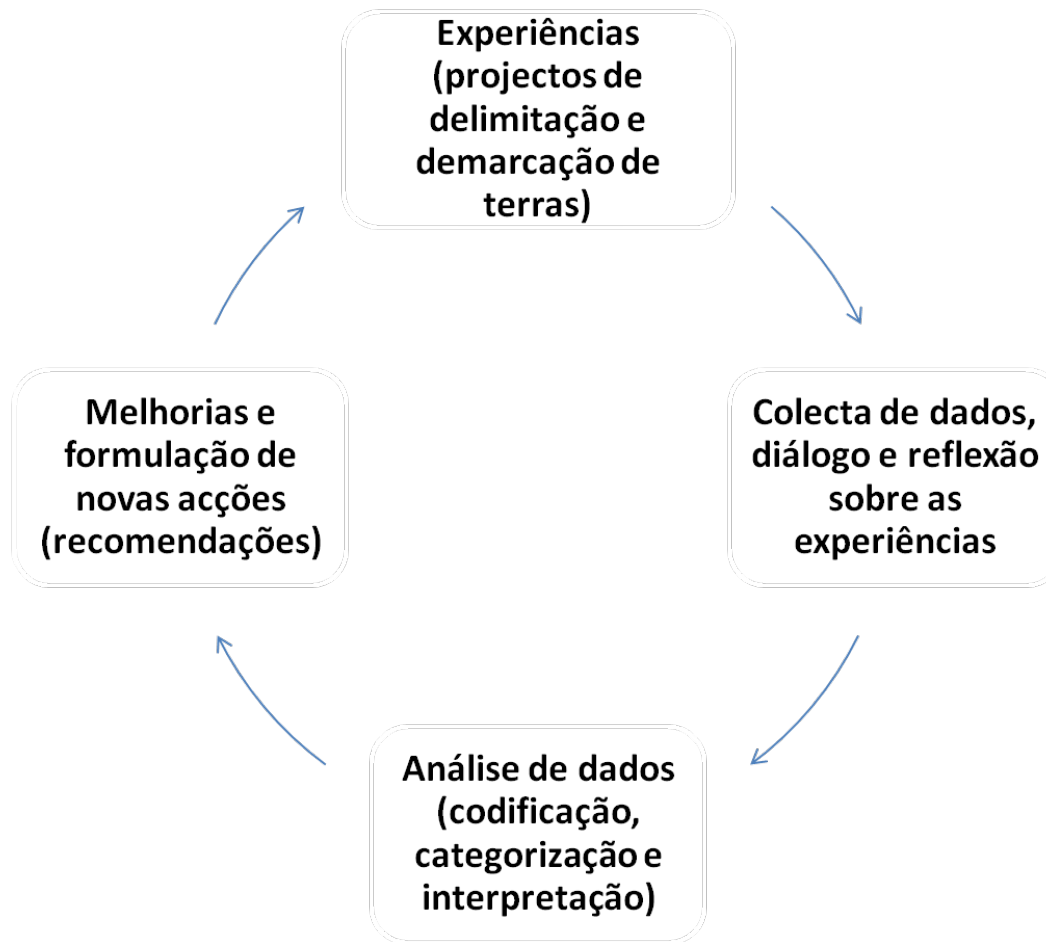 Experiências
(projectos de
delimitação e
demarcação de
terras)
Colecta de dados,
diálogo e reflexão
sobre as
experiências
Análise de dados
(codificação,
categorização e
interpretação)
Melhorias e
formulação de
novas acções
(recomendações)